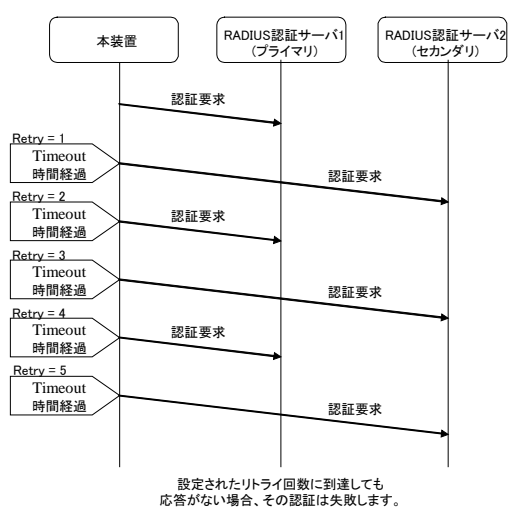 本装置
RADIUS認証サーバ1
(プライマリ)
RADIUS認証サーバ2
(セカンダリ)
認証要求
Retry = 1
Timeout
時間経過
認証要求
Retry = 2
Timeout
時間経過
認証要求
Retry = 3
Timeout
時間経過
認証要求
Retry = 4
Timeout
時間経過
認証要求
Retry = 5
Timeout
時間経過
認証要求
設定されたリトライ回数に到達しても
応答がない場合、その認証は失敗します。